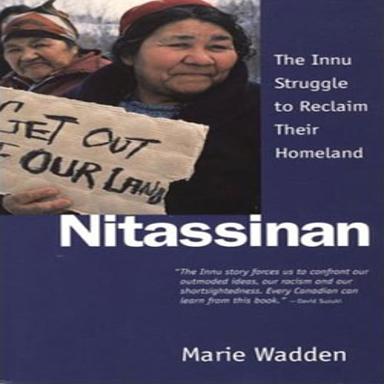 The Innu
Struggle
to Reclaim
Their
Homeland
GET OUT
F OUR LAND
Nitassinan
"The Innu story forces us to confront our
outmoded ideas, our racism and our
shortsightedness. Every Canadian can
learn from this book." — David Suzuki
Marie Wadden